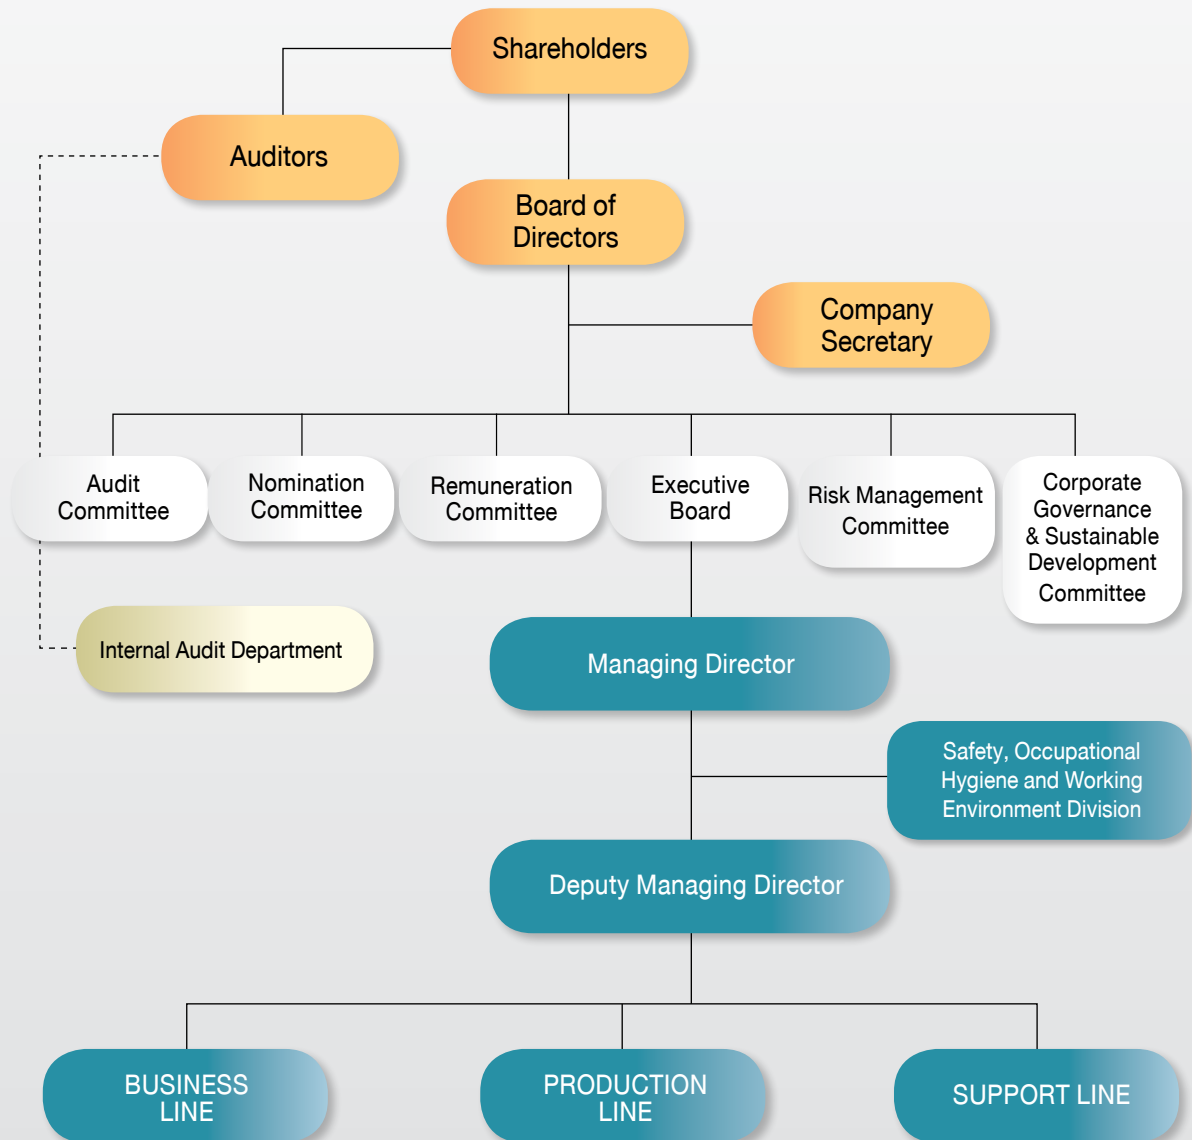 Shareholders
Auditors
Board of
Directors
Company
Secretary
Audit
Committee
Nomination
Committee
Remuneration
Committee
Executive
Board
Risk Management
Committee
Corporate
Governance
& Sustainable
Development
Committee
Internal Audit Department
Managing Director
Safety, Occupational
Hygiene and Working
Environment Division
Deputy Managing Director
BUSINESS
LINE
PRODUCTION
LINE
SUPPORT LINE